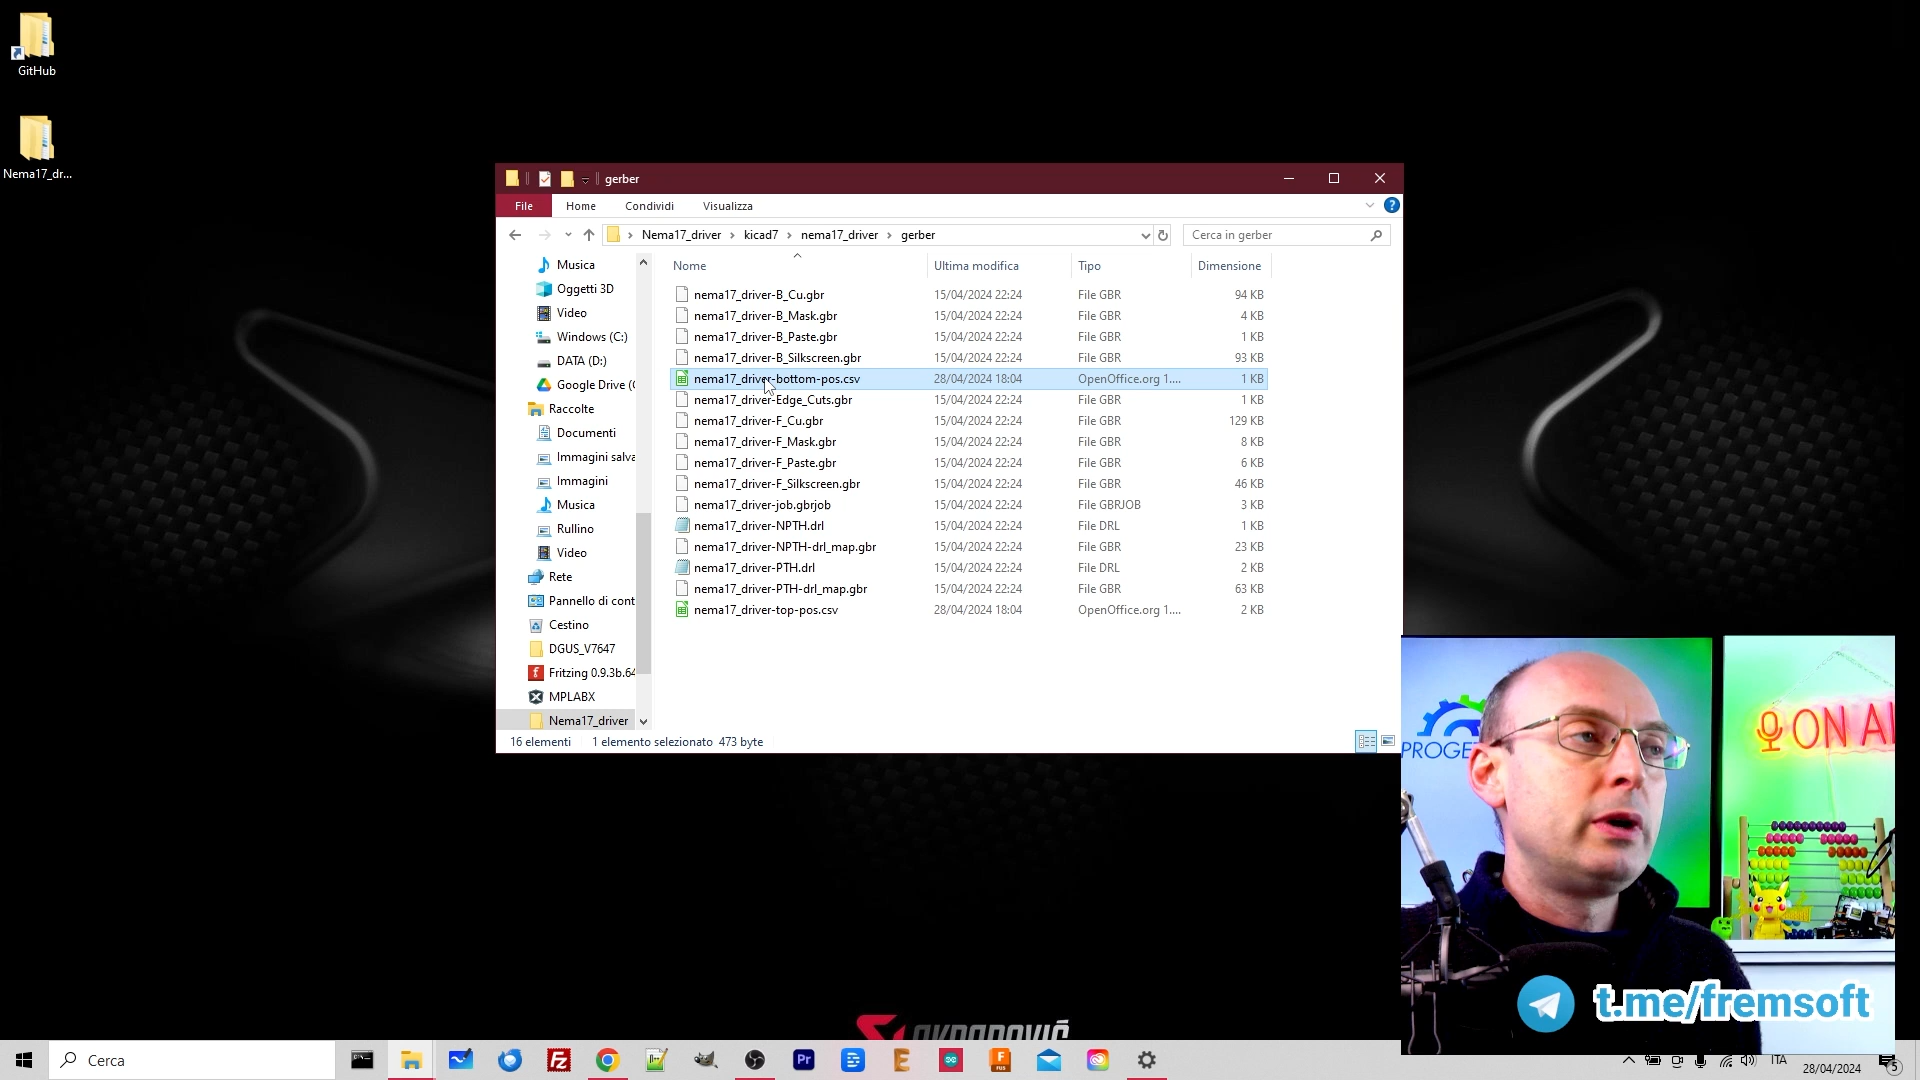 GitHub
Nema17_dr...
gerber
File Home Condividi Visualizza
Nema17_driver kicad7 nema17_driver gerber
Cerca in gerber
Nome Ultima modifica Tipo Dimensione
Musica
Oggetti 3D
Video
Windows (C:)
DATA (D:)
Google Drive (
Raccolte
Documenti
Immagini salva
Immagini
Musica
Rullino
Video
Rete
Pannello di cont
Cestino
DGUS_V7647
Fritzing 0.9.3b.64
MPLABX
Nema17_driver
nema17_driver-B_Cu.gbr 15/04/2024 22:24 File GBR 94 KB
nema17_driver-B_Mask.gbr 15/04/2024 22:24 File GBR 4 KB
nema17_driver-B_Paste.gbr 15/04/2024 22:24 File GBR 1 KB
nema17_driver-B_Silkscreen.gbr 15/04/2024 22:24 File GBR 93 KB
nema17_driver-bottom-pos.csv 28/04/2024 18:04 OpenOffice.org 1.... 1 KB
nema17_driver-Edge_Cuts.gbr 15/04/2024 22:24 File GBR 1 KB
nema17_driver-F_Cu.gbr 15/04/2024 22:24 File GBR 129 KB
nema17_driver-F_Mask.gbr 15/04/2024 22:24 File GBR 8 KB
nema17_driver-F_Paste.gbr 15/04/2024 22:24 File GBR 6 KB
nema17_driver-F_Silkscreen.gbr 15/04/2024 22:24 File GBR 46 KB
nema17_driver-job.gbrjob 15/04/2024 22:24 File GBRJOB 3 KB
nema17_driver-NPTH.drl 15/04/2024 22:24 File DRL 1 KB
nema17_driver-NPTH-drl_map.gbr 15/04/2024 22:24 File GBR 23 KB
nema17_driver-PTH.drl 15/04/2024 22:24 File DRL 2 KB
nema17_driver-PTH-drl_map.gbr 15/04/2024 22:24 File GBR 63 KB
nema17_driver-top-pos.csv 28/04/2024 18:04 OpenOffice.org 1.... 2 KB
16 elementi 1 elemento selezionato 473 byte
PROGE
ON AI
t.me/fremsoft
Cerca
Pr
ITA
28/04/2024
5